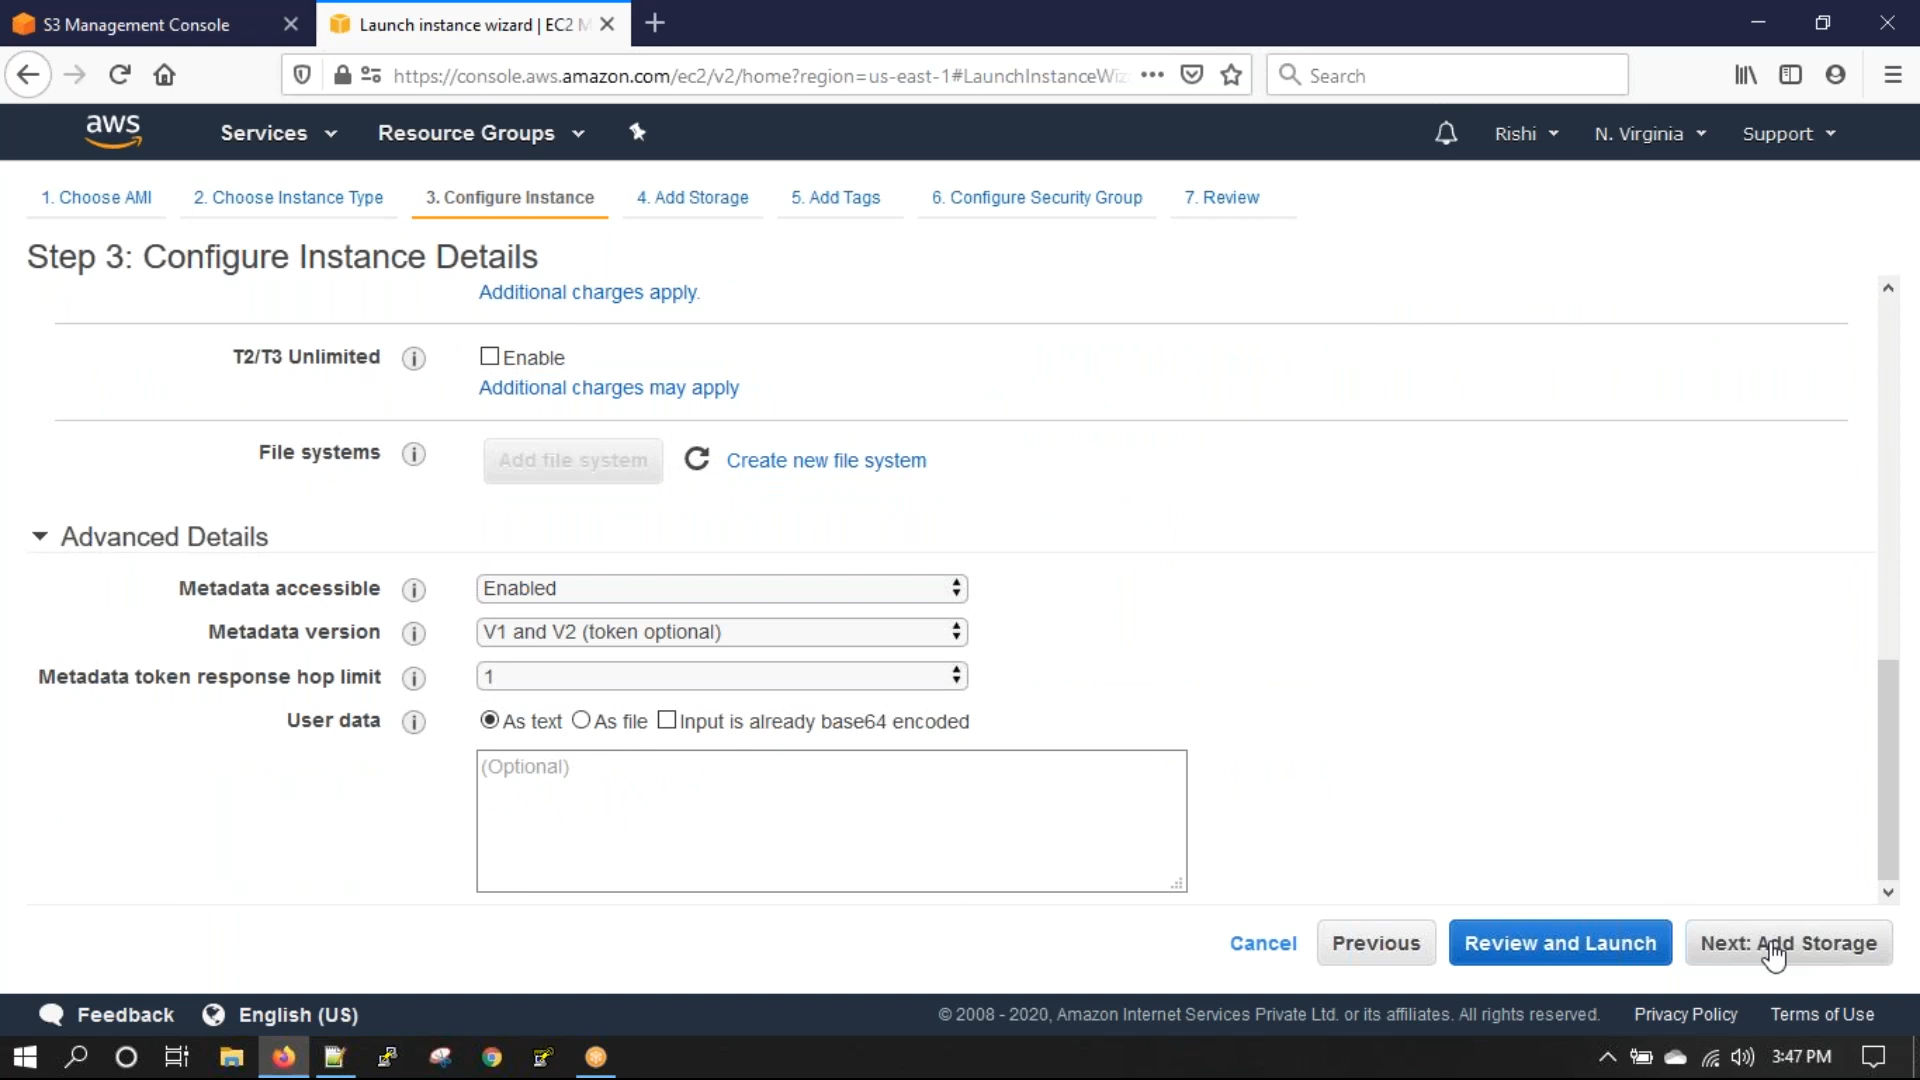 S3 Management Console
Launch instance wizard | EC2 M
https://console.aws.amazon.com/ec2/v2/home?region=us-east-1#LaunchInstanceWiz
Search
aws
Services
Resource Groups
Rishi
N. Virginia
Support
1. Choose AMI
2. Choose Instance Type
3. Configure Instance
4. Add Storage
5. Add Tags
6. Configure Security Group
7. Review
Step 3: Configure Instance Details
Additional charges apply.
T2/T3 Unlimited
Enable
Additional charges may apply
File systems
Add file system
Create new file system
Advanced Details
Metadata accessible
Enabled
Metadata version
V1 and V2 (token optional)
Metadata token response hop limit
1
User data
As text
As file
Input is already base64 encoded
(Optional)
Cancel
Previous
Review and Launch
Next: Add Storage
Feedback
English (US)
© 2008 - 2020, Amazon Internet Services Private Ltd. or its affiliates. All rights reserved.
Privacy Policy
Terms of Use
3:47 PM